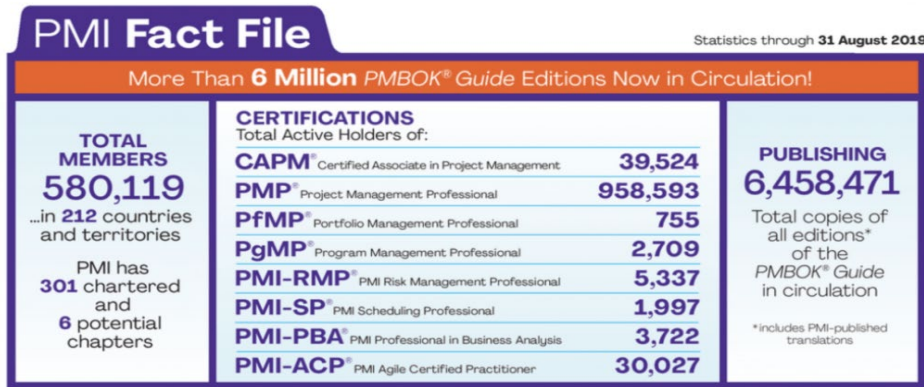 PMI Fact File
Statistics through 31 August 2019
More Than 6 Million PMBOK® Guide Editions Now in Circulation!
TOTAL
MEMBERS
580,119
...in 212 countries
and territories
PMI has
301 chartered
and
6 potential
chapters
CERTIFICATIONS
Total Active Holders of:
CAPM® Certified Associate in Project Management 39,524
PMP® Project Management Professional 958,593
PfMP® Portfolio Management Professional 755
PgMP® Program Management Professional 2,709
PMI-RMP® PMI Risk Management Professional 5,337
PMI-SP® PMI Scheduling Professional 1,997
PMI-PBA® PMI Professional in Business Analysis 3,722
PMI-ACP® PMI Agile Certified Practitioner 30,027
PUBLISHING
6,458,471
Total copies of
all editions*
of the
PMBOK® Guide
in circulation
*includes PMI-published
translations